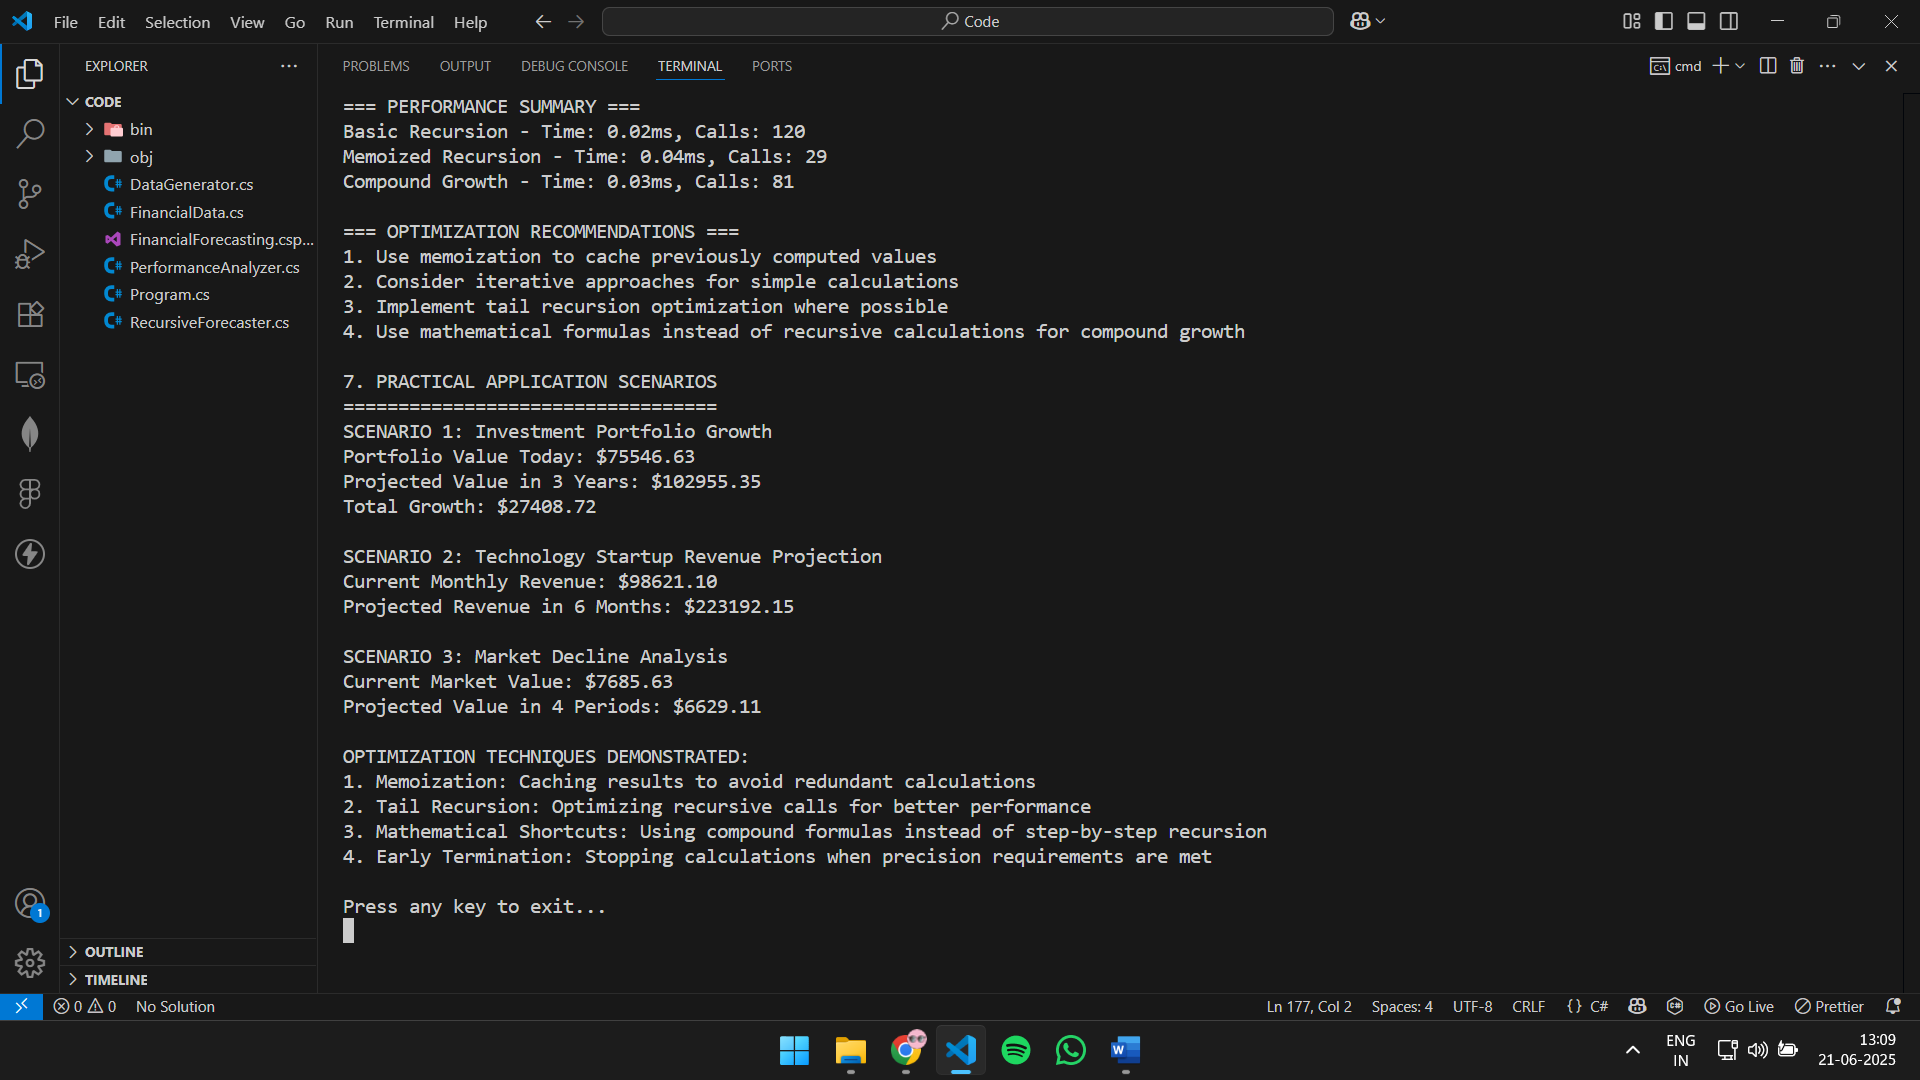 File Edit Selection View Go Run Terminal Help
Code
EXPLORER
CODE
bin
obj
DataGenerator.cs
FinancialData.cs
FinancialForecasting.csp...
PerformanceAnalyzer.cs
Program.cs
RecursiveForecaster.cs
OUTLINE
TIMELINE
PROBLEMS OUTPUT DEBUG CONSOLE TERMINAL PORTS
cmd
=== PERFORMANCE SUMMARY ===
Basic Recursion - Time: 0.02ms, Calls: 120
Memoized Recursion - Time: 0.04ms, Calls: 29
Compound Growth - Time: 0.03ms, Calls: 81
=== OPTIMIZATION RECOMMENDATIONS ===
1. Use memoization to cache previously computed values
2. Consider iterative approaches for simple calculations
3. Implement tail recursion optimization where possible
4. Use mathematical formulas instead of recursive calculations for compound growth
7. PRACTICAL APPLICATION SCENARIOS
==================================
SCENARIO 1: Investment Portfolio Growth
Portfolio Value Today: $75546.63
Projected Value in 3 Years: $102955.35
Total Growth: $27408.72
SCENARIO 2: Technology Startup Revenue Projection
Current Monthly Revenue: $98621.10
Projected Revenue in 6 Months: $223192.15
SCENARIO 3: Market Decline Analysis
Current Market Value: $7685.63
Projected Value in 4 Periods: $6629.11
OPTIMIZATION TECHNIQUES DEMONSTRATED:
1. Memoization: Caching results to avoid redundant calculations
2. Tail Recursion: Optimizing recursive calls for better performance
3. Mathematical Shortcuts: Using compound formulas instead of step-by-step recursion
4. Early Termination: Stopping calculations when precision requirements are met
Press any key to exit...
1
0 0 No Solution
Ln 177, Col 2 Spaces: 4 UTF-8 CRLF {} C# Go Live Prettier
ENG
IN
13:09
21-06-2025